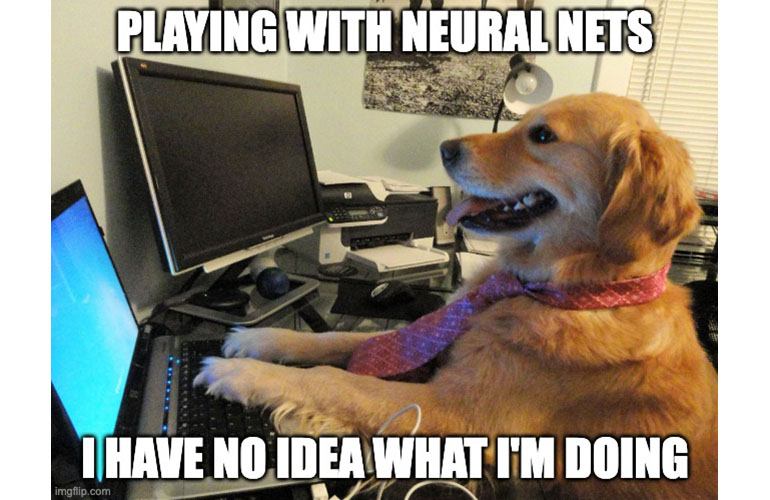 PLAYING WITH NEURAL NETS
I HAVE NO IDEA WHAT I'M DOING
imgflip.com